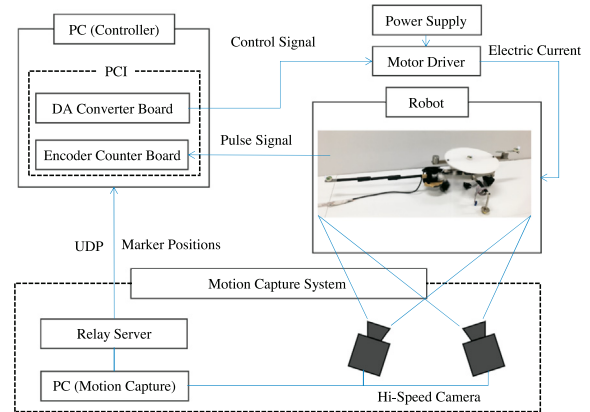 Power Supply
PC (Controller)
Control Signal
Electric Current
Motor Driver
PCI
Robot
DA Converter Board
Pulse Signal
Encoder Counter Board
UDP
Marker Positions
Motion Capture System
Relay Server
PC (Motion Capture)
Hi-Speed Camera